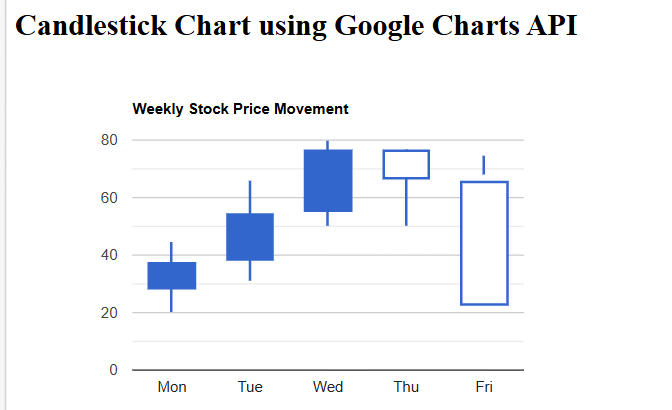 Candlestick Chart using Google Charts API
Weekly Stock Price Movement
80
60
40
20
0
Mon Tue Wed Thu Fri